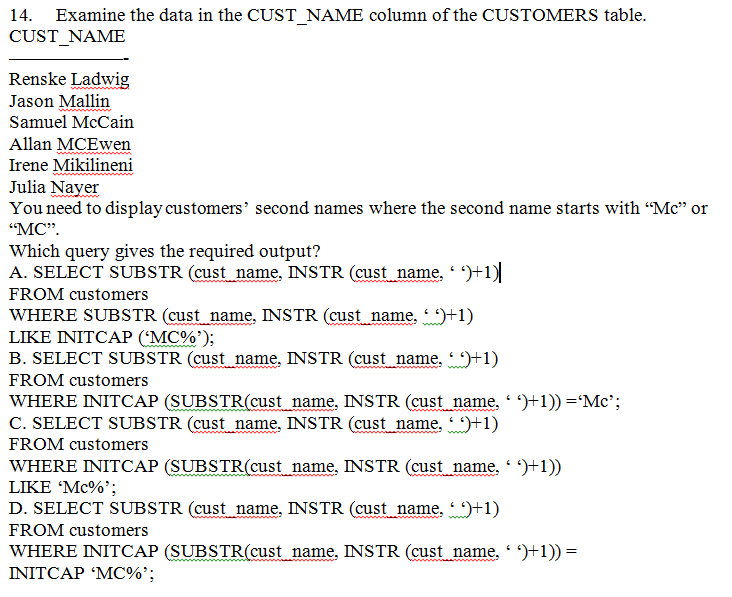 14. Examine the data in the CUST_NAME column of the CUSTOMERS table.
CUST_NAME
——————-
Renske Ladwig
Jason Mallin
Samuel McCain
Allan MCEwen
Irene Mikilineni
Julia Nayer
You need to display customers’ second names where the second name starts with “Mc” or
“MC”.
Which query gives the required output?
A. SELECT SUBSTR (cust_name, INSTR (cust_name, ‘ ‘)+1)
FROM customers
WHERE SUBSTR (cust_name, INSTR (cust_name, ‘ ‘)+1)
LIKE INITCAP (‘MC%’);
B. SELECT SUBSTR (cust_name, INSTR (cust_name, ‘ ‘)+1)
FROM customers
WHERE INITCAP (SUBSTR(cust_name, INSTR (cust_name, ‘ ‘)+1)) =‘Mc’;
C. SELECT SUBSTR (cust_name, INSTR (cust_name, ‘ ‘)+1)
FROM customers
WHERE INITCAP (SUBSTR(cust_name, INSTR (cust_name, ‘ ‘)+1))
LIKE ‘Mc%’;
D. SELECT SUBSTR (cust_name, INSTR (cust_name, ‘ ‘)+1)
FROM customers
WHERE INITCAP (SUBSTR(cust_name, INSTR (cust_name, ‘ ‘)+1)) =
INITCAP ‘MC%’;